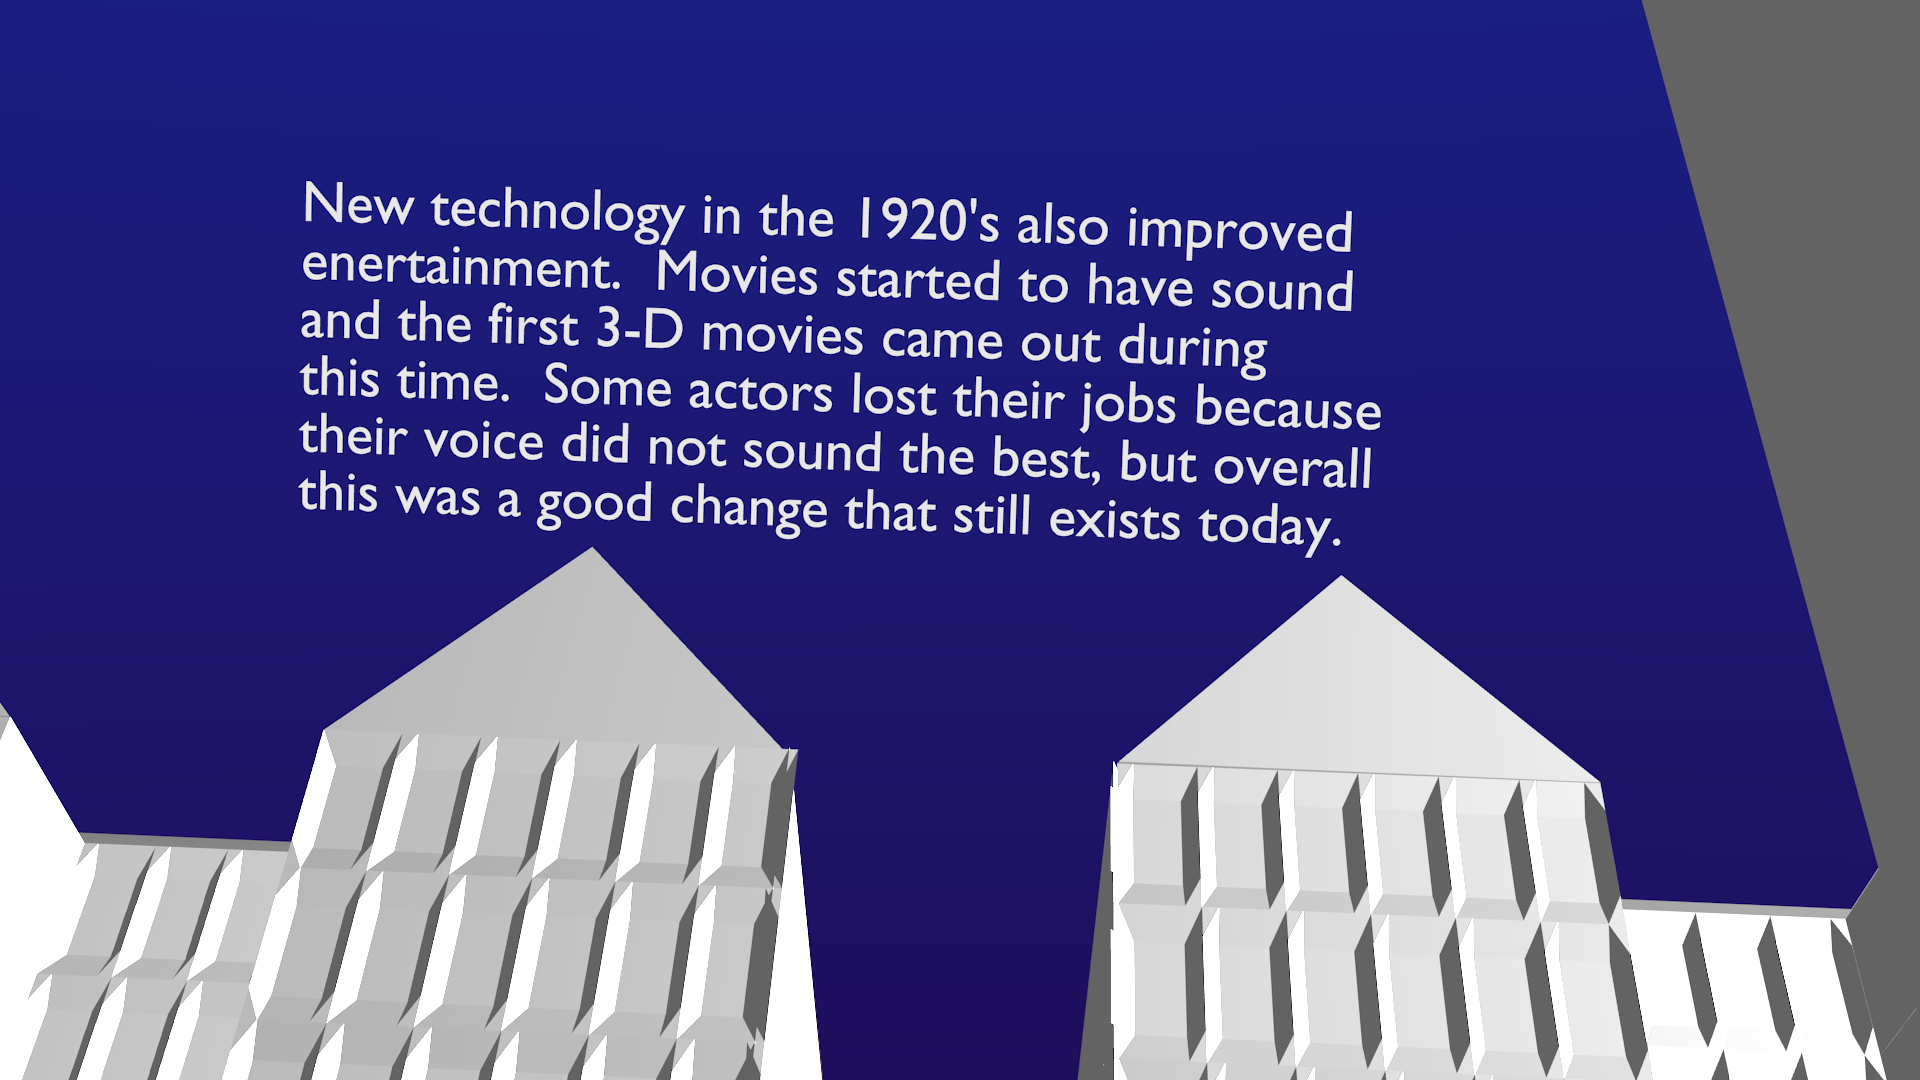 New technology in the 1920's also improved
enertainment.  Movies started to have sound
and the first 3-D movies came out during
this time.  Some actors lost their jobs because
their voice did not sound the best, but overall
this was a good change that still exists today.